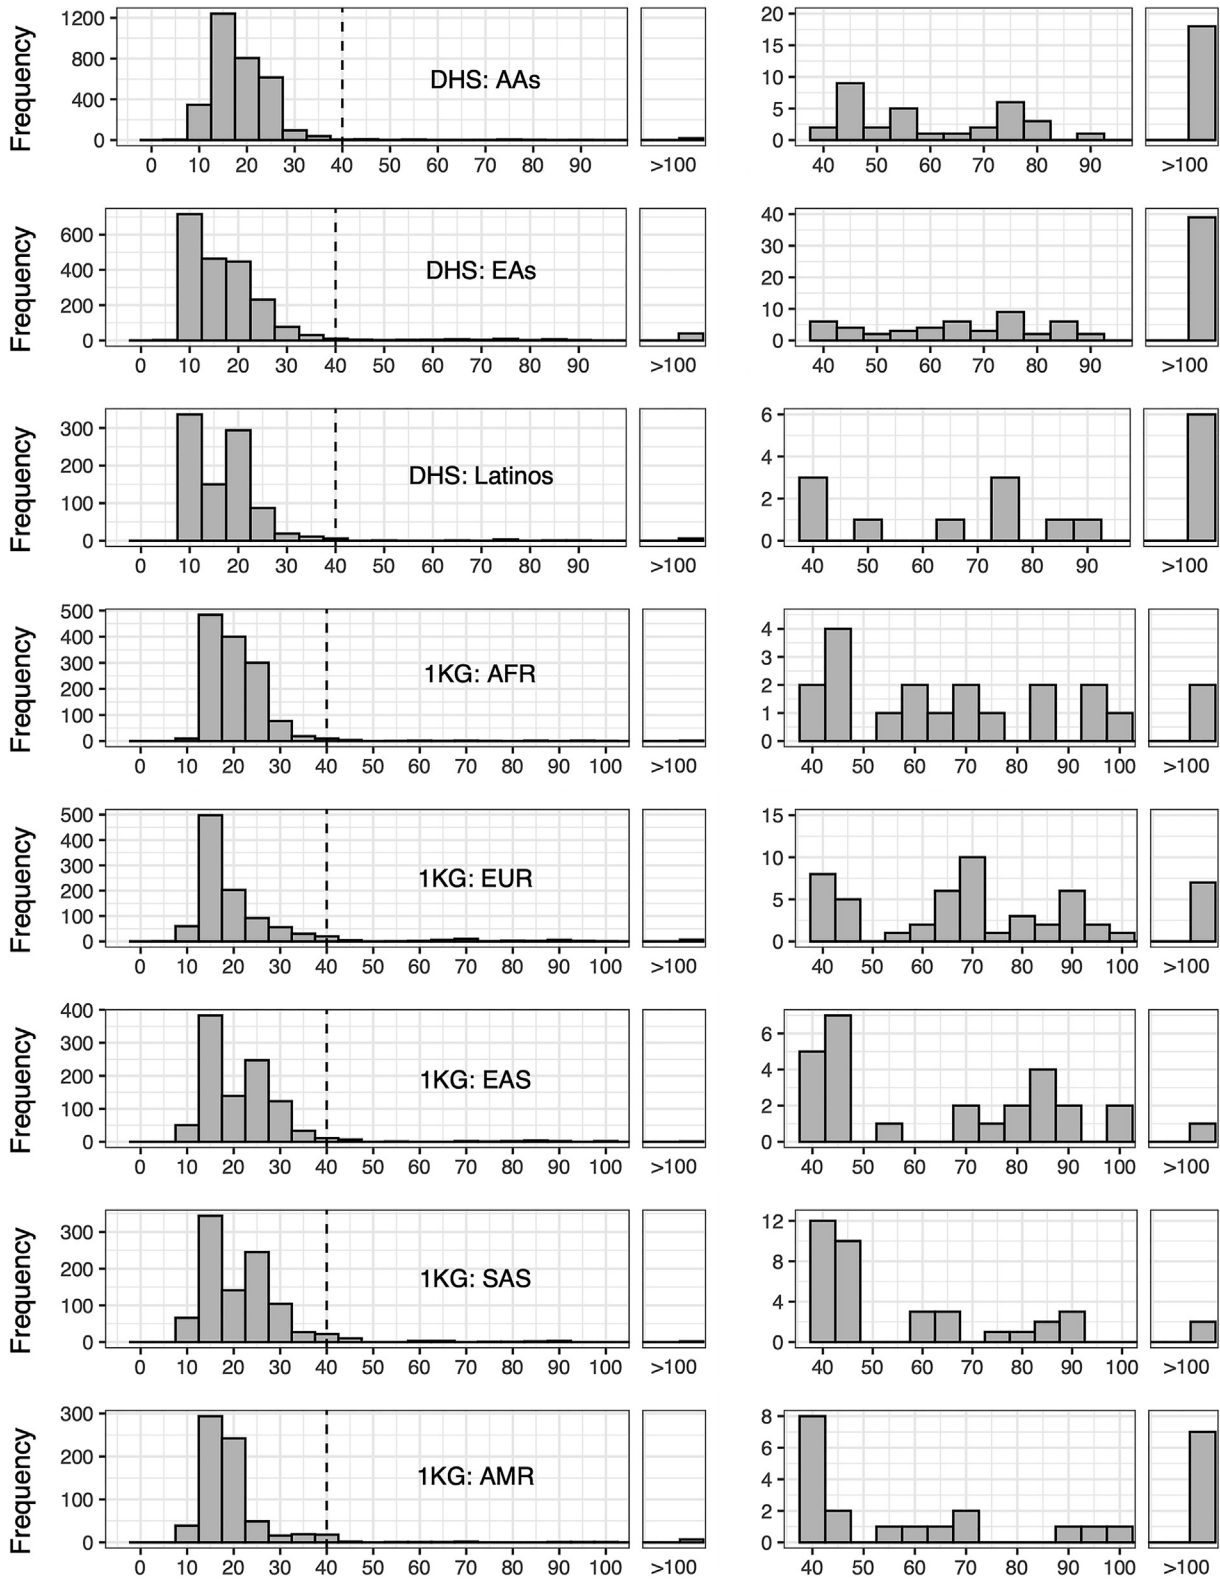 Frequency
1200
800
400
0
0 10 20 30 40 50 60 70 80 90
>100
DHS: AAs
20
15
10
5
0
40 50 60 70 80 90
>100
Frequency
600
400
200
0
0 10 20 30 40 50 60 70 80 90
>100
DHS: EAs
40
30
20
10
0
40 50 60 70 80 90
>100
Frequency
300
200
100
0
0 10 20 30 40 50 60 70 80 90
>100
DHS: Latinos
6
4
2
0
40 50 60 70 80 90
>100
Frequency
500
400
300
200
100
0
0 10 20 30 40 50 60 70 80 90 100
>100
1KG: AFR
4
3
2
1
0
40 50 60 70 80 90 100
>100
Frequency
500
400
300
200
100
0
0 10 20 30 40 50 60 70 80 90 100
>100
1KG: EUR
15
10
5
0
40 50 60 70 80 90 100
>100
Frequency
400
300
200
100
0
0 10 20 30 40 50 60 70 80 90 100
>100
1KG: EAS
6
4
2
0
40 50 60 70 80 90 100
>100
Frequency
300
200
100
0
0 10 20 30 40 50 60 70 80 90 100
>100
1KG: SAS
12
8
4
0
40 50 60 70 80 90 100
>100
Frequency
300
200
100
0
0 10 20 30 40 50 60 70 80 90 100
>100
1KG: AMR
8
6
4
2
0
40 50 60 70 80 90 100
>100